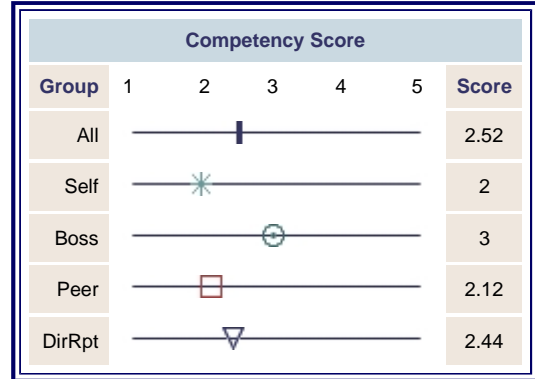 Competency Score
Group 1 2 3 4 5 Score
All 2.52
Self 2
Boss 3
Peer 2.12
DirRpt 2.44